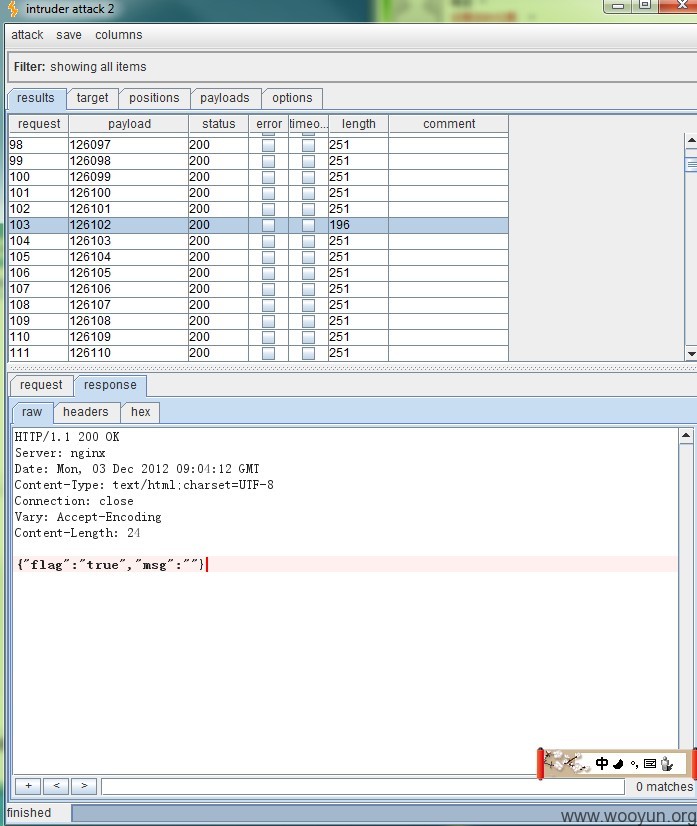 intruder attack 2
attack save columns
Filter: showing all items
results target positions payloads options
request payload status error timeo... length comment
98 126097 200 251
99 126098 200 251
100 126099 200 251
101 126100 200 251
102 126101 200 251
103 126102 200 196
104 126103 200 251
105 126104 200 251
106 126105 200 251
107 126106 200 251
108 126107 200 251
109 126108 200 251
110 126109 200 251
111 126110 200 251
request response
raw headers hex
HTTP/1.1 200 OK
Server: nginx
Date: Mon, 03 Dec 2012 09:04:12 GMT
Content-Type: text/html;charset=UTF-8
Connection: close
Vary: Accept-Encoding
Content-Length: 24
{"flag":"true","msg":""}
中
+ < > 0 matches
finished
www.wooyun.org